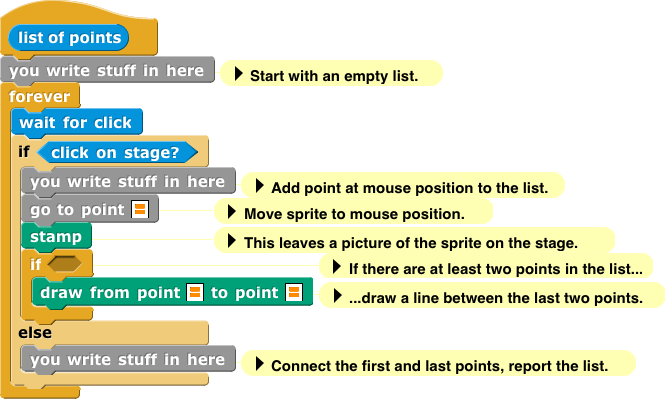 list of points
you write stuff in here Start with an empty list.
forever
wait for click
if click on stage?
you write stuff in here Add point at mouse position to the list.
go to point Move sprite to mouse position.
stamp This leaves a picture of the sprite on the stage.
if If there are at least two points in the list...
draw from point to point ...draw a line between the last two points.
else
you write stuff in here Connect the first and last points, report the list.